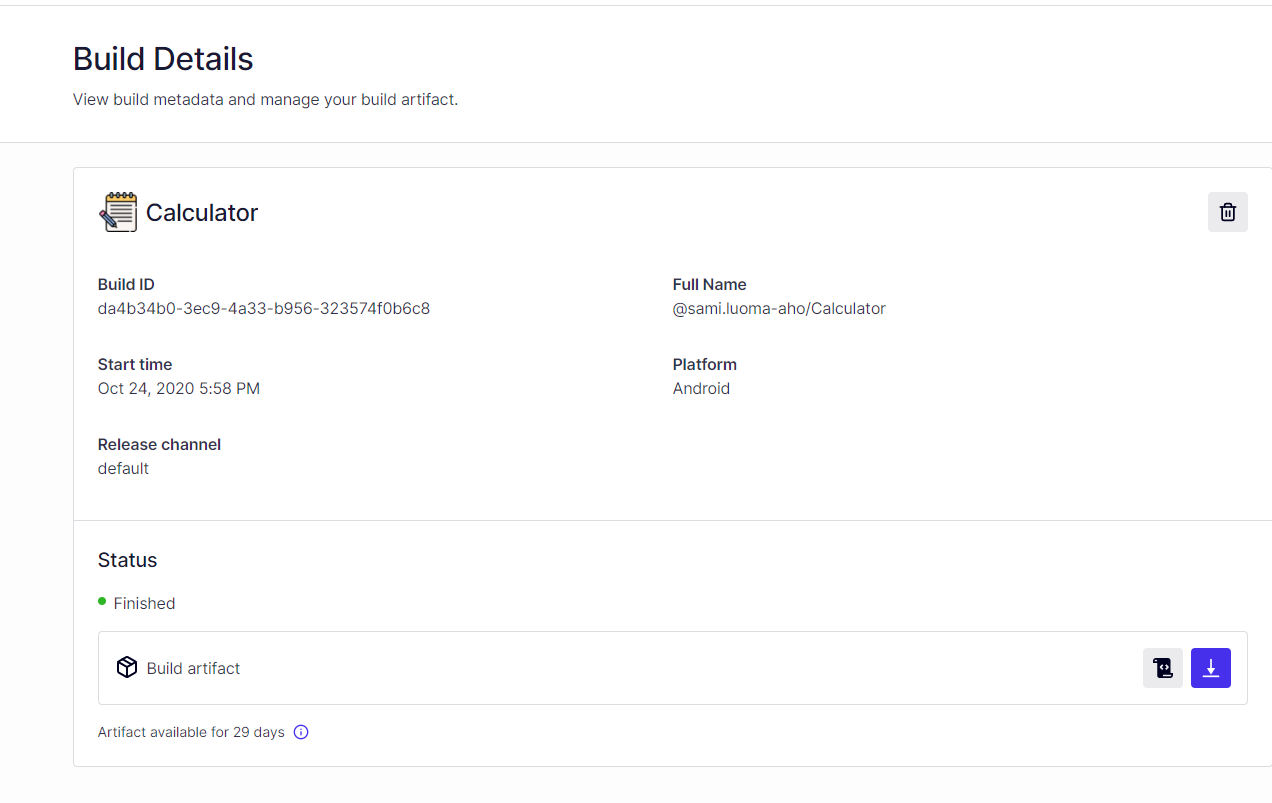 Build Details
View build metadata and manage your build artifact.
Calculator
Build ID
da4b34b0-3ec9-4a33-b956-323574f0b6c8
Full Name
@sami.luoma-aho/Calculator
Start time
Oct 24, 2020 5:58 PM
Platform
Android
Release channel
default
Status
Finished
Build artifact
Artifact available for 29 days